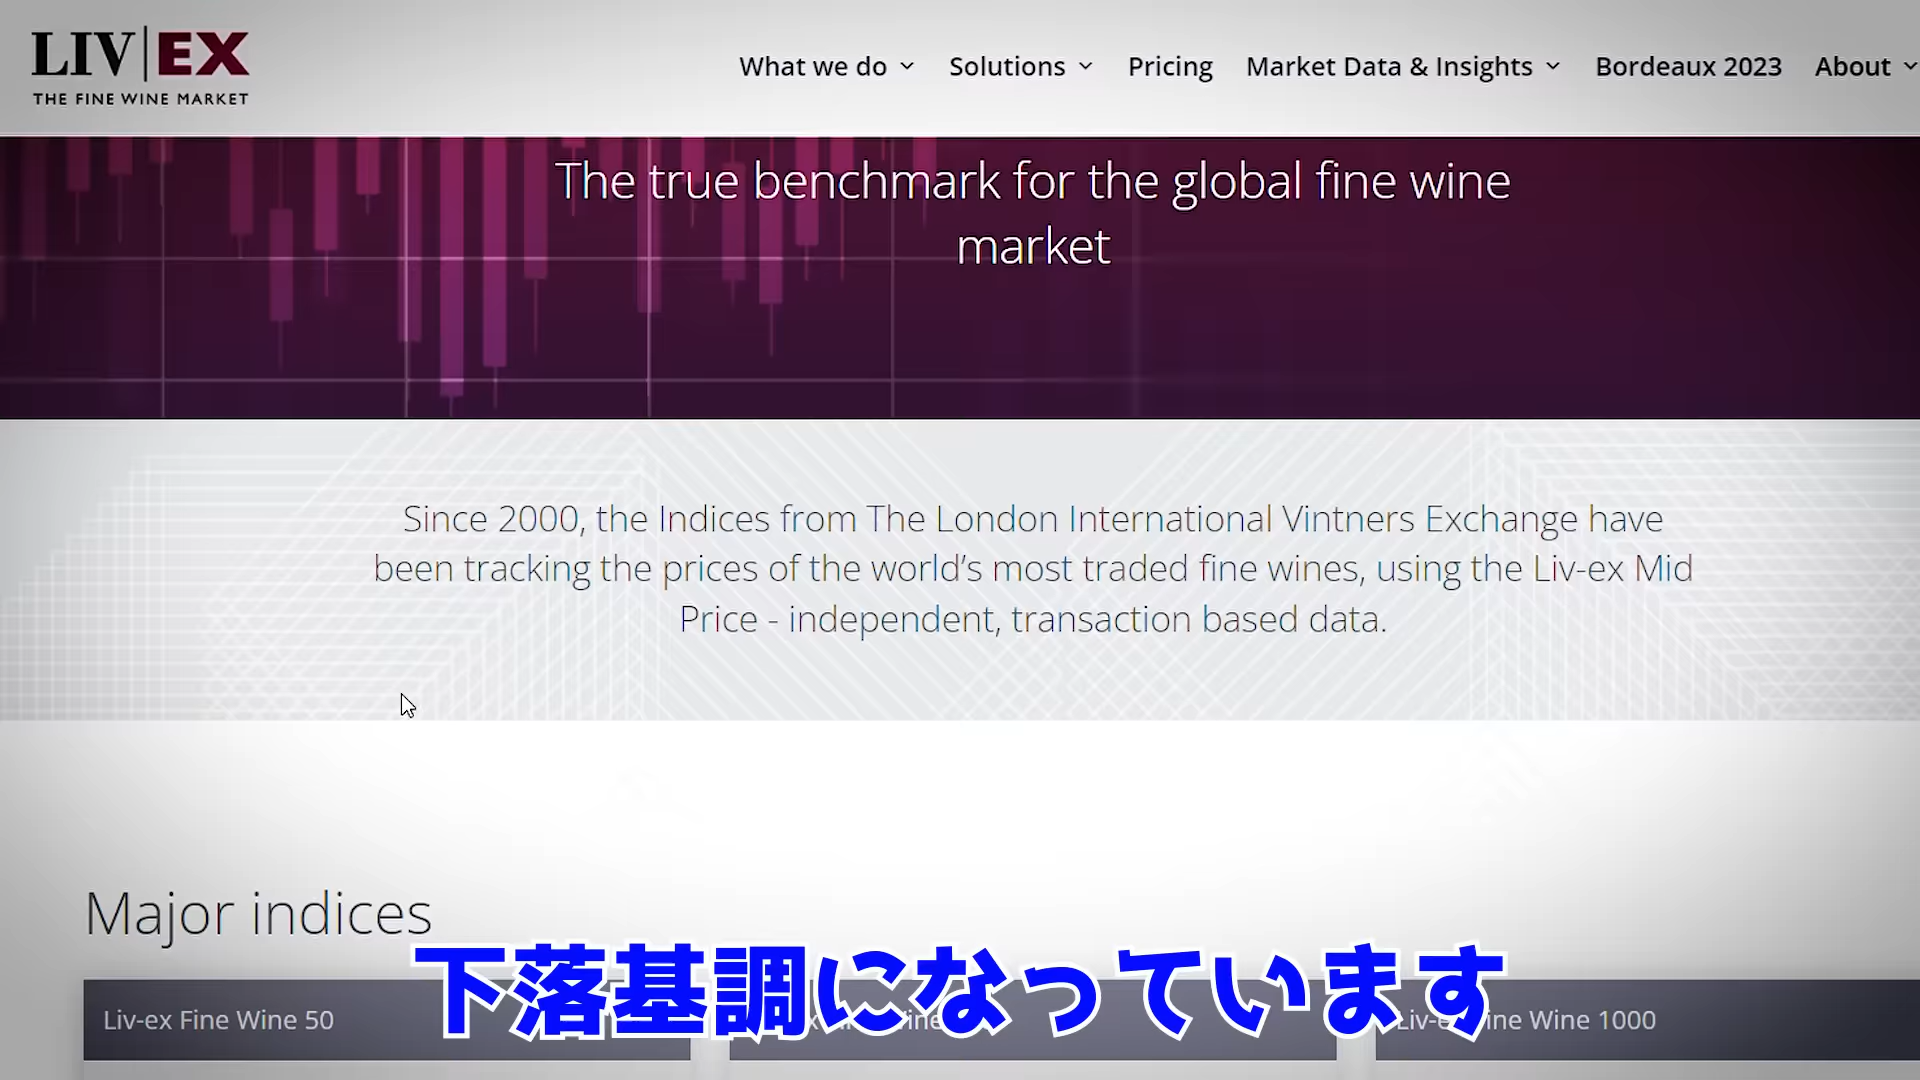 LIV|EX
THE FINE WINE MARKET
What we do
Solutions
Pricing
Market Data & Insights
Bordeaux 2023
About
The true benchmark for the global fine wine
market
Since 2000, the Indices from The London International Vintners Exchange have
been tracking the prices of the world’s most traded fine wines, using the Liv-ex Mid
Price - independent, transaction based data.
Major indices
下落基調になっています
Liv-ex Fine Wine 50
Liv-ex Fine Wine 1000